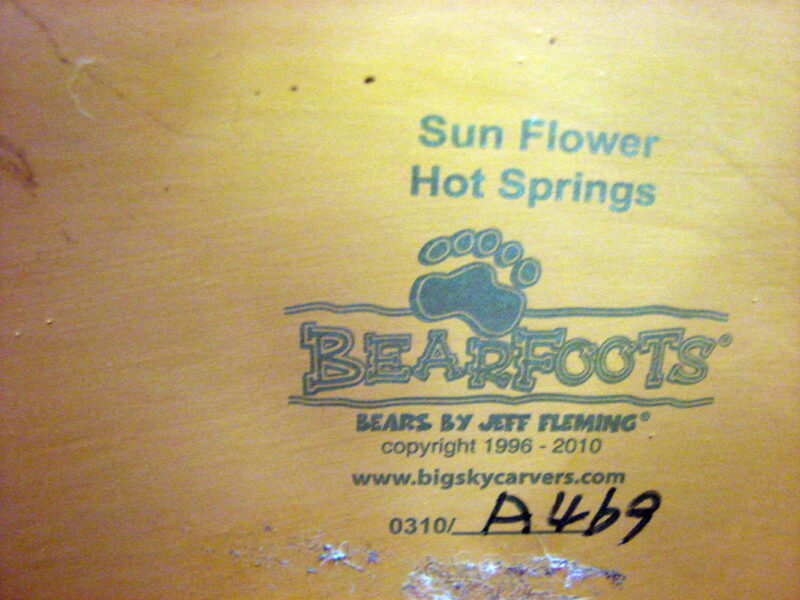 Sun Flower
Hot Springs
BEARFOOTS®
BEARS BY JEFF FLEMING®
copyright 1996 - 2010
www.bigskycarvers.com
0310/ A469